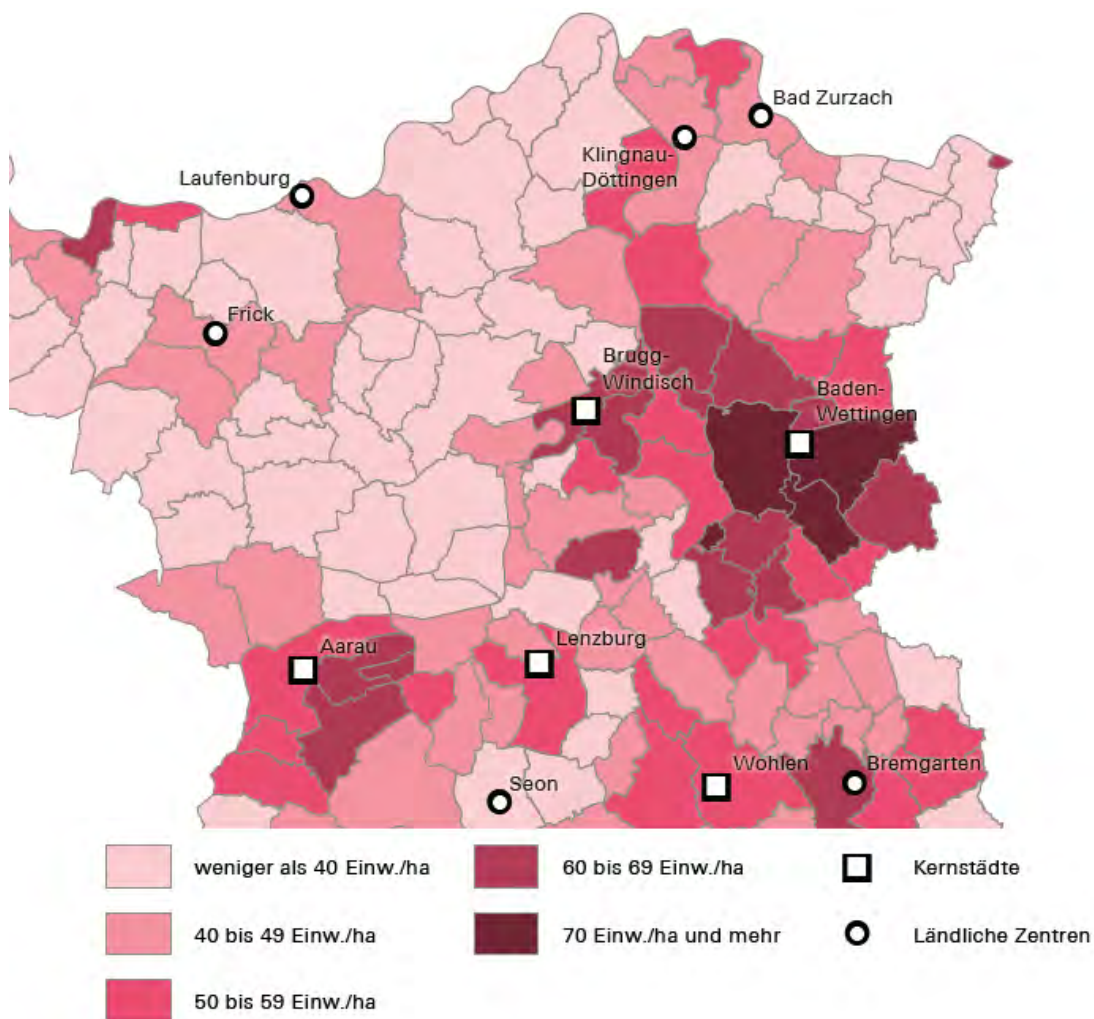 Bad Zurzach
Klingnau-
Döttingen
Laufenburg
Frick
Brugg-
Windisch
Baden-
Wettingen
Aarau
Lenzburg
Wohlen
Bremgarten
Seon
weniger als 40 Einw./ha
60 bis 69 Einw./ha
Kernstädte
40 bis 49 Einw./ha
70 Einw./ha und mehr
Ländliche Zentren
50 bis 59 Einw./ha